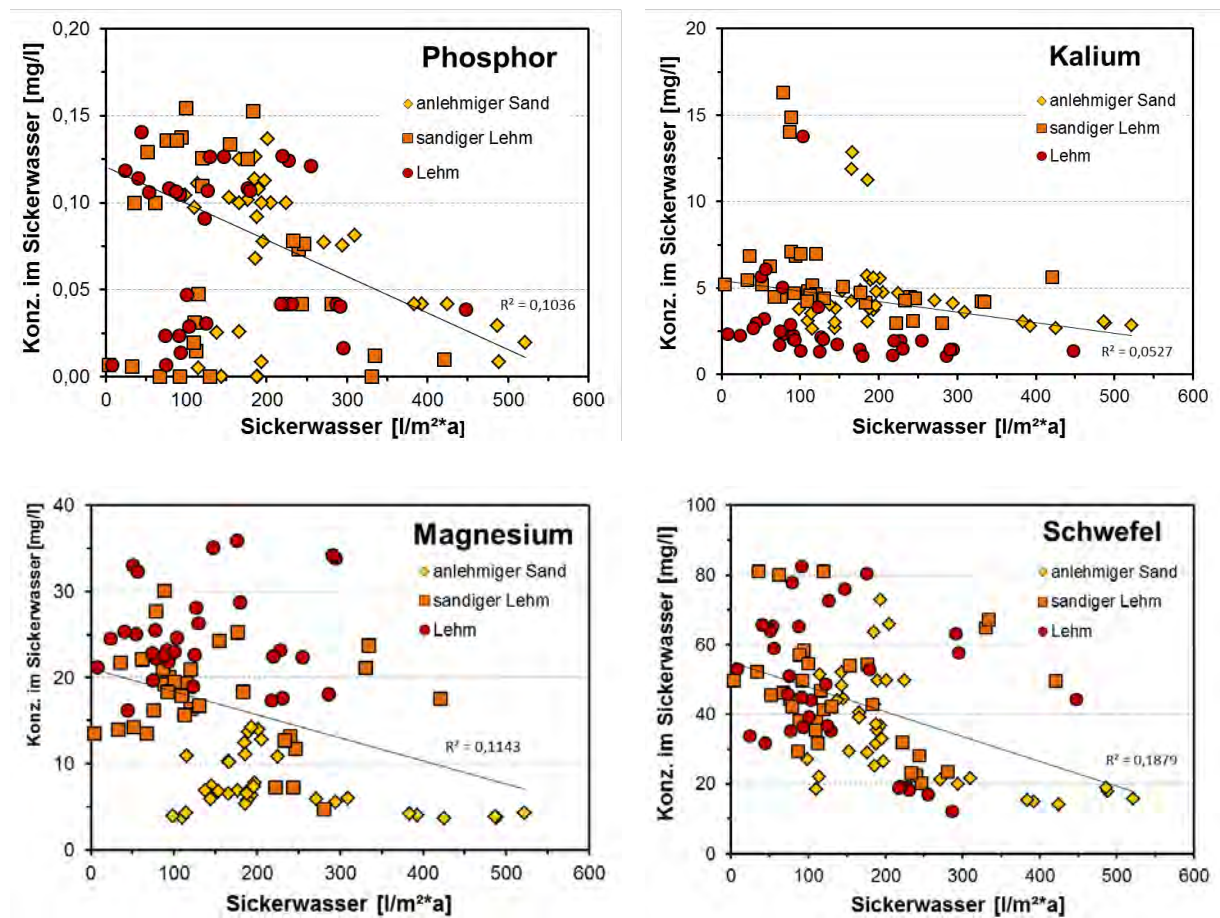 Phosphor
Konz. im Sickerwasser [mg/l]
0,20
0,15
0,10
0,05
0,00
anlehmiger Sand
sandiger Lehm
Lehm
R² = 0,1036
0 100 200 300 400 500 600
Sickerwasser [l/m²*a]
Kalium
Konz. im Sickerwasser [mg/l]
20
15
10
5
0
anlehmiger Sand
sandiger Lehm
Lehm
R² = 0,0527
0 100 200 300 400 500 600
Sickerwasser [l/m²*a]
Magnesium
Konz. im Sickerwasser [mg/l]
40
30
20
10
0
anlehmiger Sand
sandiger Lehm
Lehm
R² = 0,1143
0 100 200 300 400 500 600
Sickerwasser [l/m²*a]
Schwefel
Konz. im Sickerwasser [mg/l]
100
80
60
40
20
0
anlehmiger Sand
sandiger Lehm
Lehm
R² = 0,1879
0 100 200 300 400 500 600
Sickerwasser [l/m²*a]